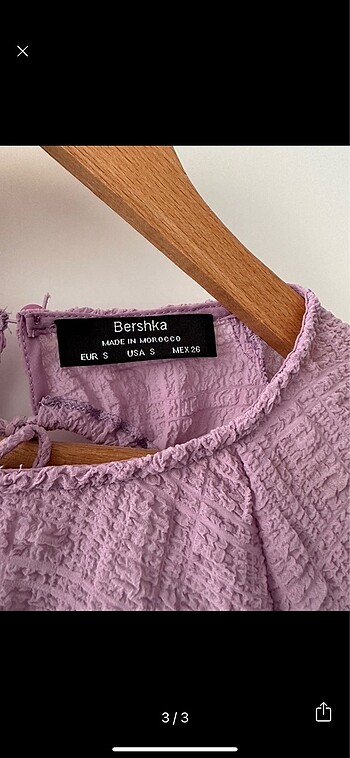 Bershka
MADE IN MOROCCO
EUR S USA S MEX 26
3/3